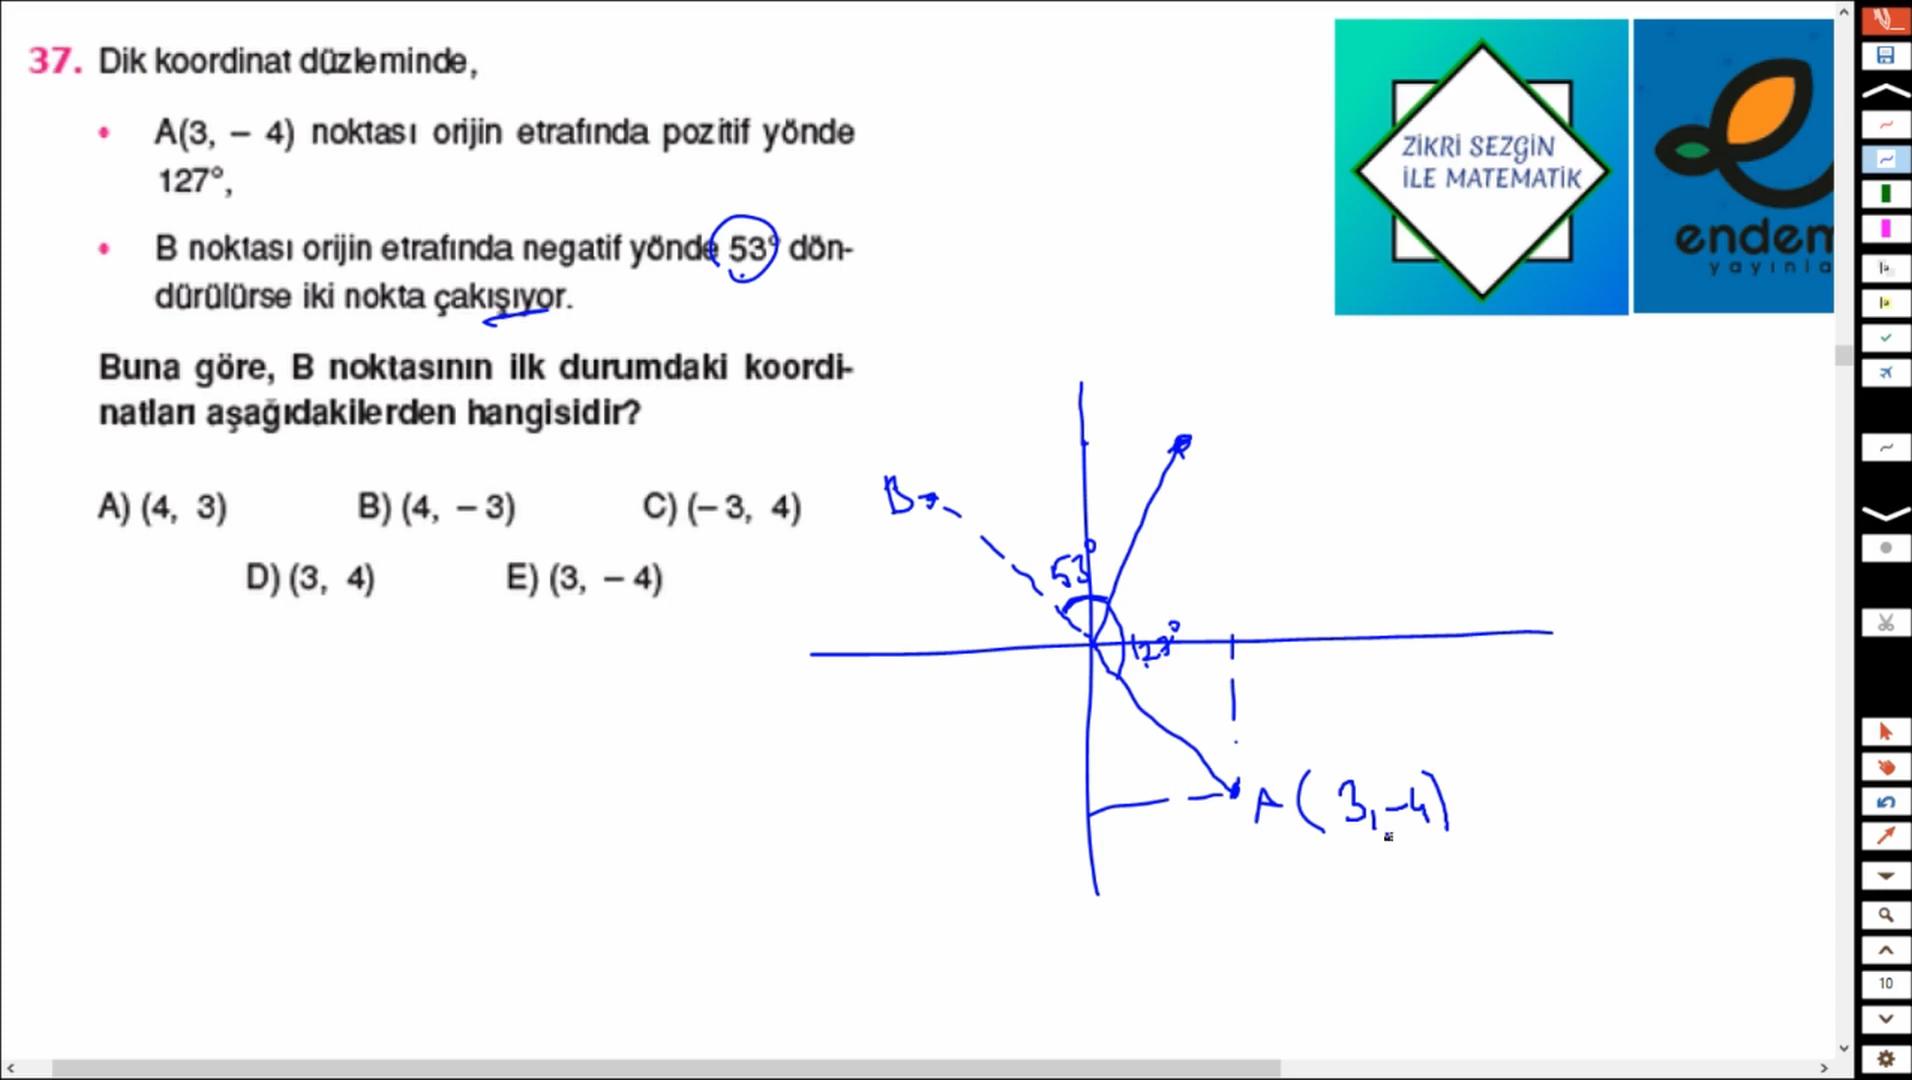 37. Dik koordinat düzleminde,
• A(3, – 4) noktası orijin etrafında pozitif yönde
127°,
• B noktası orijin etrafında negatif yönde 53° dön-
dürülürse iki nokta çakışıyor.
Buna göre, B noktasının ilk durumdaki koordi-
natları aşağıdakilerden hangisidir?
A) (4, 3) B) (4, – 3) C) (– 3, 4)
D) (3, 4) E) (3, – 4)
ZİKRİ SEZGİN
İLE MATEMATİK
endem
yayınla
B
53°
127°
A (3, -4)
10